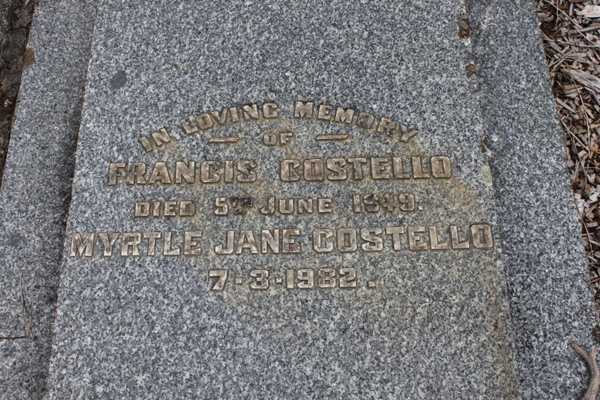 IN LOVING MEMORY
OF
FRANCIS COSTELLO
DIED 5TH JUNE 1949.
MYRTLE JANE COSTELLO
7-3-1982.